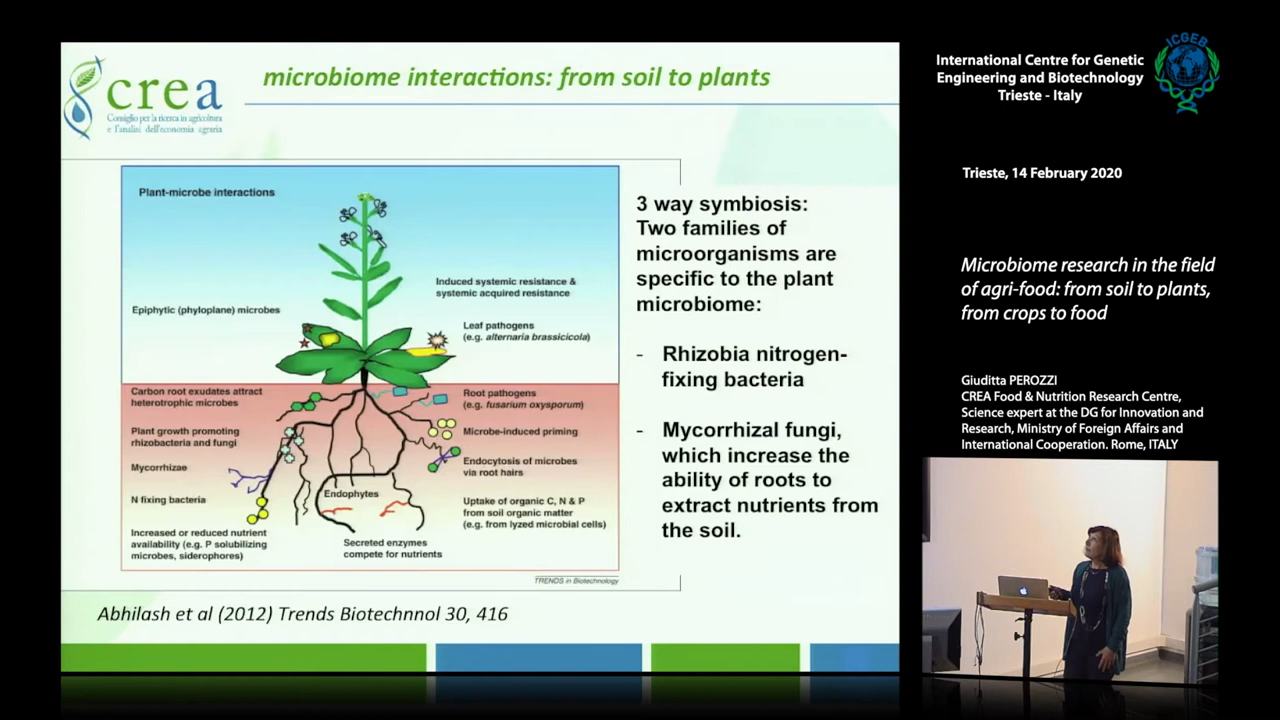 crea
Consiglio per la ricerca in agricoltura
e l'analisi dell'economia agraria
microbiome interactions: from soil to plants
Plant-microbe interactions
Induced systemic resistance &
systemic acquired resistance
Epiphytic (phyloplane) microbes
Leaf pathogens
(e.g. alternaria brassicicola)
Carbon root exudates attract
heterotrophic microbes
Root pathogens
(e.g. fusarium oxysporum)
Plant growth promoting
rhizobacteria and fungi
Microbe-induced priming
Mycorrhizae
Endocytosis of microbes
via root hairs
N fixing bacteria
Endophytes
Uptake of organic C, N & P
from soil organic matter
(e.g. from lyzed microbial cells)
Increased or reduced nutrient
availability (e.g. P solubilizing
microbes, siderophores)
Secreted enzymes
compete for nutrients
TRENDS in Biotechnology
3 way symbiosis:
Two families of
microorganisms are
specific to the plant
microbiome:
- Rhizobia nitrogen-
fixing bacteria
- Mycorrhizal fungi,
which increase the
ability of roots to
extract nutrients from
the soil.
Abhilash et al (2012) Trends Biotechnnol 30, 416
International Centre for Genetic
Engineering and Biotechnology
Trieste - Italy
ICGEB
Trieste, 14 February 2020
Microbiome research in the field
of agri-food: from soil to plants,
from crops to food
Giuditta PEROZZI
CREA Food & Nutrition Research Centre,
Science expert at the DG for Innovation and
Research, Ministry of Foreign Affairs and
International Cooperation. Rome, ITALY